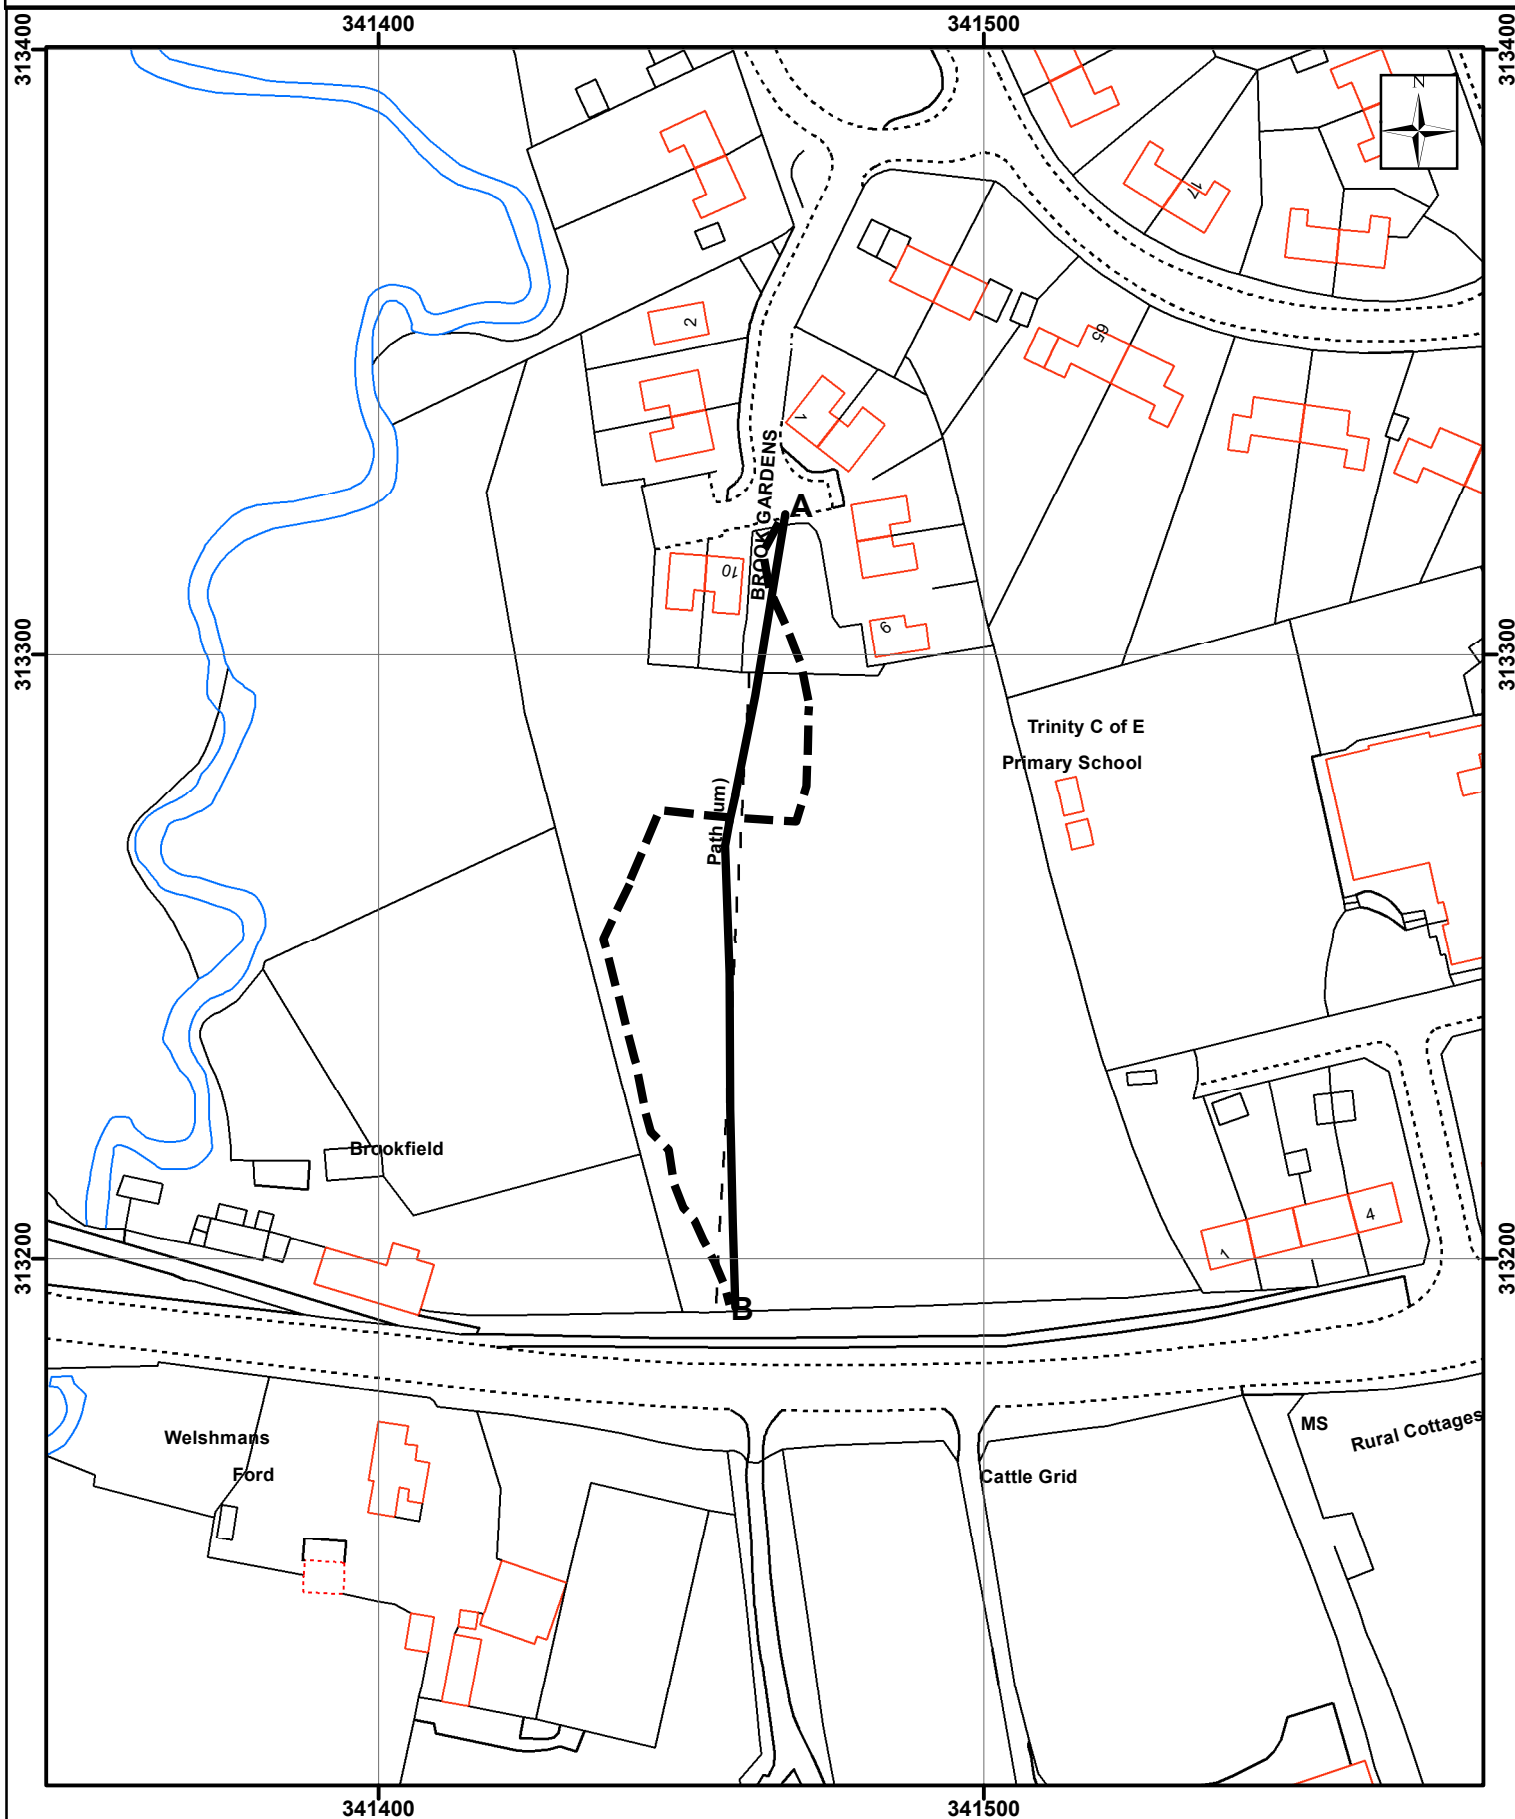 341400
341500
313400
313400
N
17
2
65
1
BROOK GARDENS
A
10
9
313300
313300
Trinity C of E
Primary School
Path (um)
Brookfield
4
1
313200
313200
B
Welshmans
Ford
MS
Rural Cottages
Cattle Grid
341400
341500